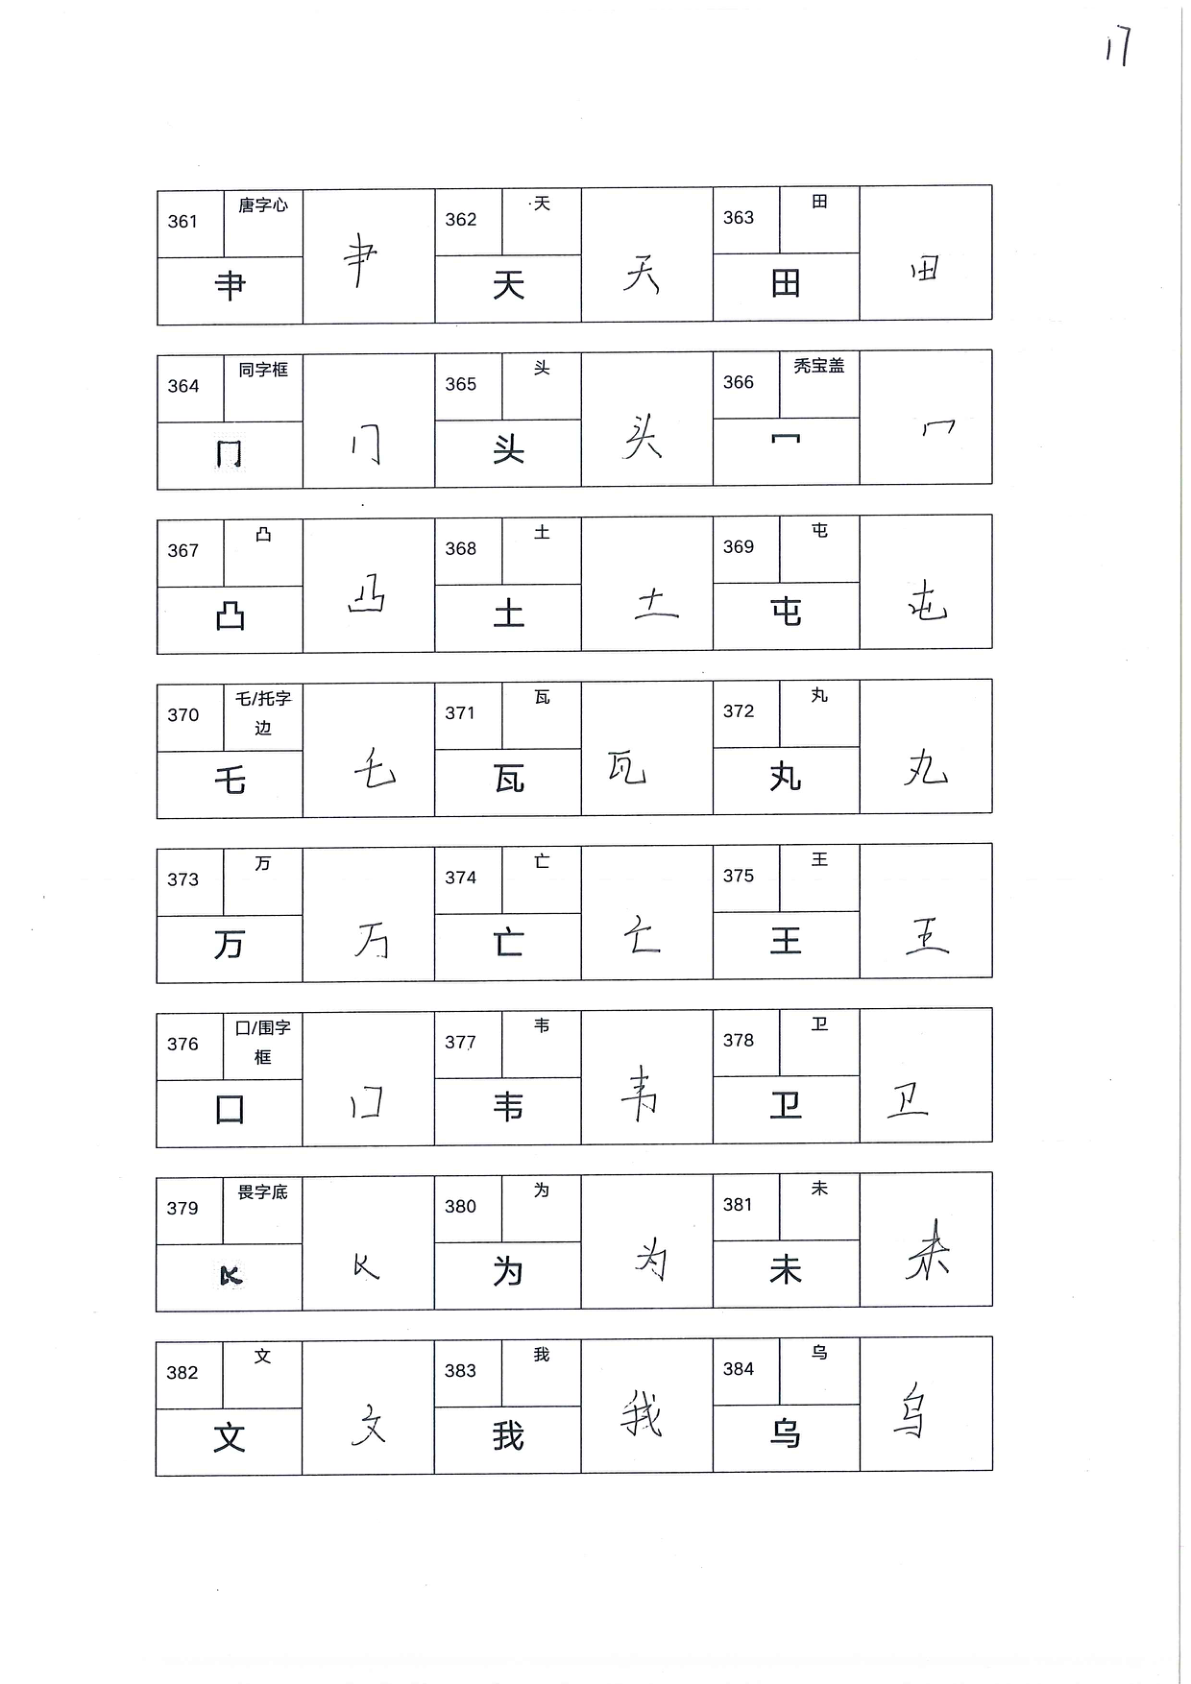 17
361 唐字心 肀 肀 362 天 天 天 363 田 田 田
364 同字框 冂 冂 365 头 头 头 366 秃宝盖 冖 冖
367 凸 凸 凸 368 土 土 土 369 屯 屯 屯
370 乇/托字边 乇 乇 371 瓦 瓦 瓦 372 丸 丸 丸
373 万 万 万 374 亡 亡 亡 375 王 王 王
376 囗/围字框 囗 囗 377 韦 韦 韦 378 卫 卫 卫
379 畏字底 380 为 为 为 381 未 未 未
382 文 文 文 383 我 我 我 384 乌 乌 乌